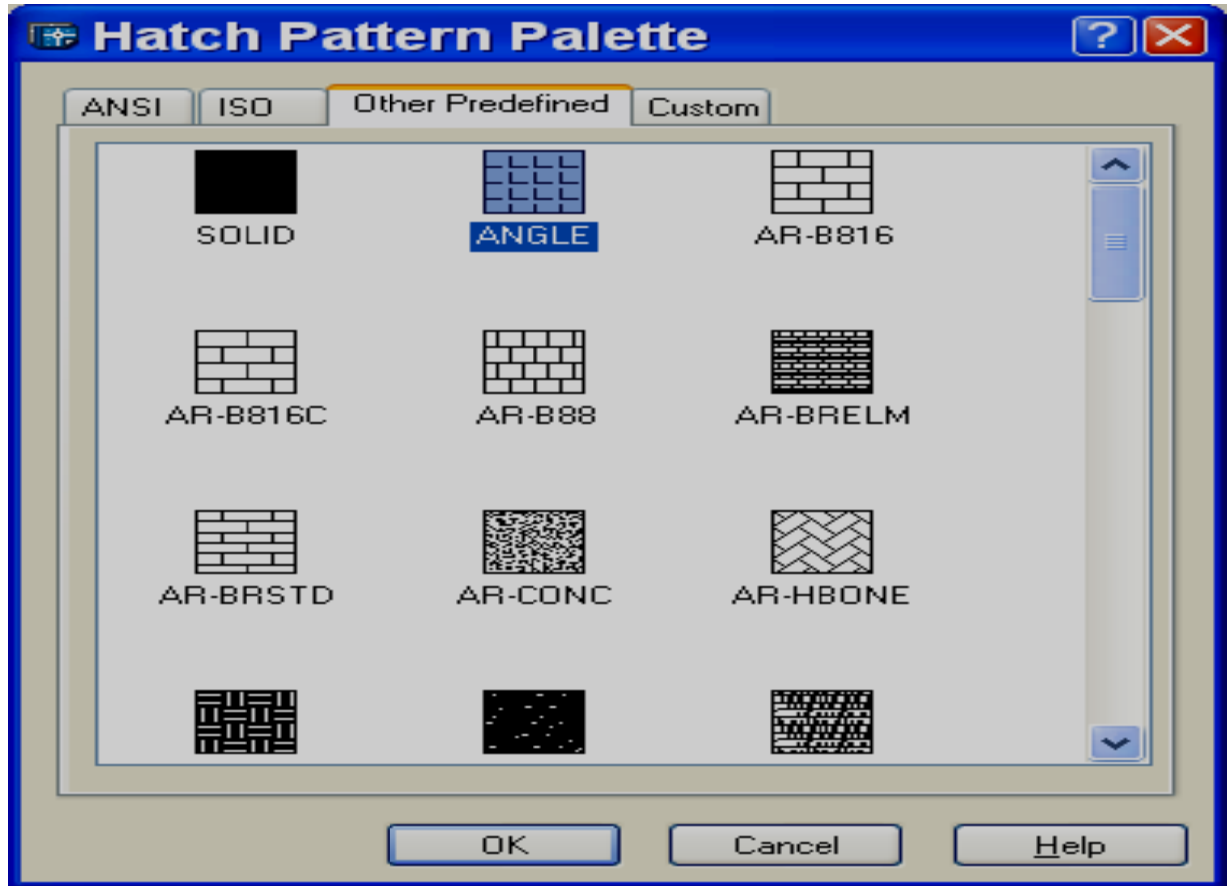 Hatch Pattern Palette
ANSI ISO Other Predefined Custom
SOLID ANGLE AR-B816
AR-B816C AR-B88 AR-BRELM
AR-BRSTD AR-CONC AR-HBONE
OK Cancel Help